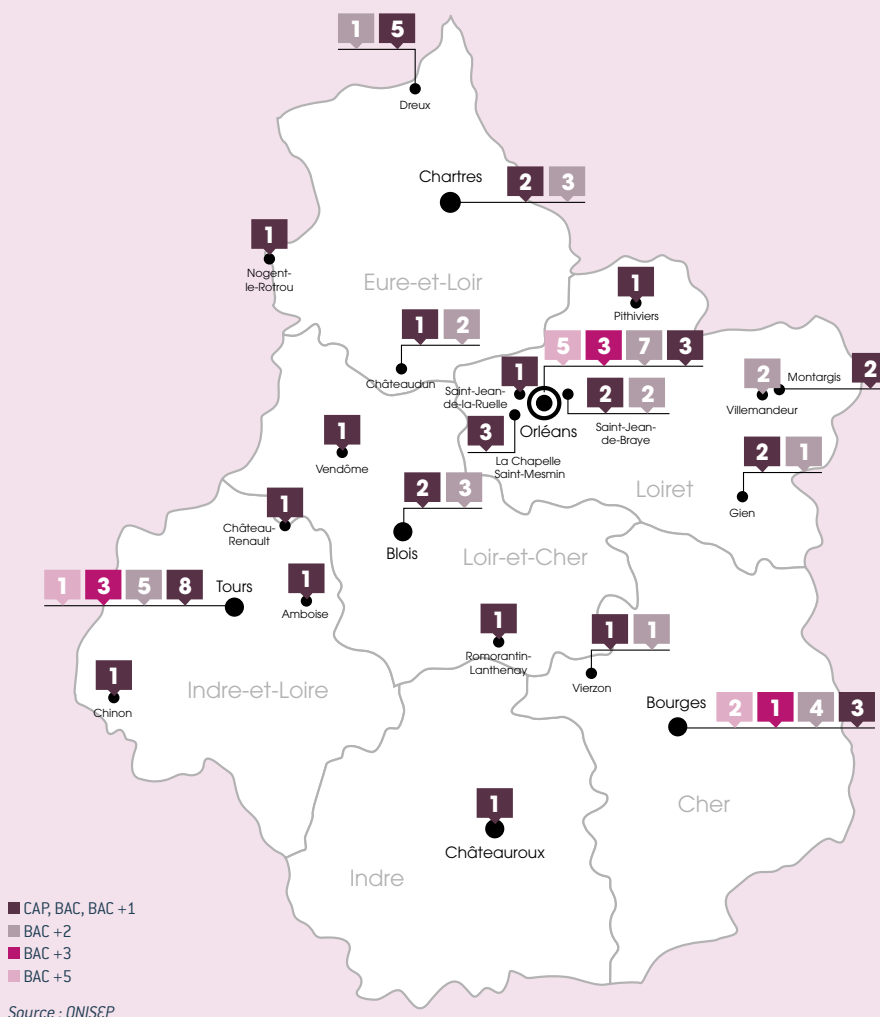 1 5
Dreux
Chartres
2 3
1
Nogent-
le-Rotrou
Eure-et-Loir
1
Pithiviers
1 2
Châteaudun
5 3 7 3
1
Saint-Jean-
de-la-Ruelle
Orléans
2 2
Saint-Jean-
de-Braye
2
Villemandeur
Montargis
2
3
La Chapelle
Saint-Mesmin
1
Vendôme
2 1
Gien
Loiret
1
Château-
Renault
2 3
Blois
Loir-et-Cher
1 3 5 8
Tours
1
Amboise
1
Romorantin-
Lanthenay
1 1
Vierzon
1
Chinon
Indre-et-Loire
Bourges
2 1 4 3
Cher
1
Châteauroux
Indre
CAP, BAC, BAC +1
BAC +2
BAC +3
BAC +5
Source : ONISEP